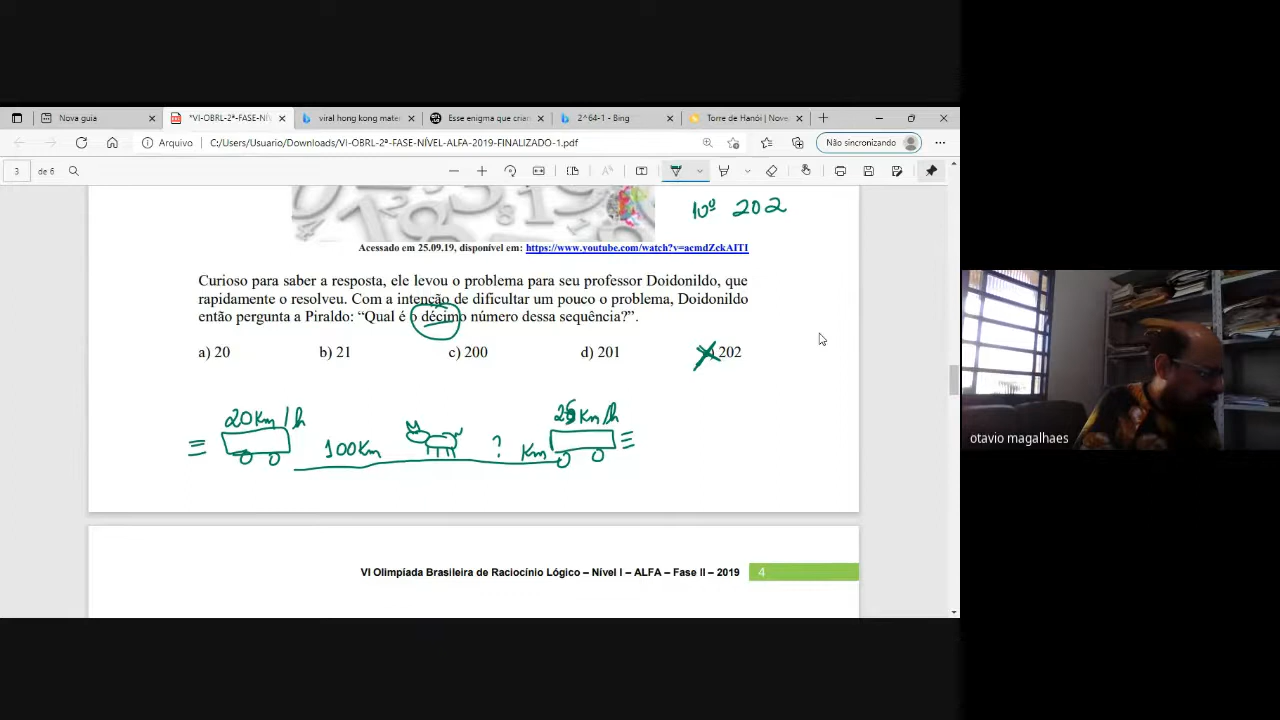 Nova guia
*VI-OBRL-2ª-FASE-NÍV
viral hong kong mater
Esse enigma que crian
2^64-1 - Bing
Torre de Hanói | Nove
Arquivo
C:/Users/Usuario/Downloads/VI-OBRL-2ª-FASE-NÍVEL-ALFA-2019-FINALIZADO-1.pdf
Não sincronizando
3 de 6
10º 202
Acessado em 25.09.19, disponível em: https://www.youtube.com/watch?v=acmdZckAITI
Curioso para saber a resposta, ele levou o problema para seu professor Doidonildo, que
rapidamente o resolveu. Com a intenção de dificultar um pouco o problema, Doidonildo
então pergunta a Piraldo: “Qual é o décimo número dessa sequência?”.
a) 20 b) 21 c) 200 d) 201 202
20Km/h 25Km/h
100Km ? Km
VI Olimpíada Brasileira de Raciocínio Lógico – Nível I – ALFA – Fase II – 2019 4
otavio magalhaes